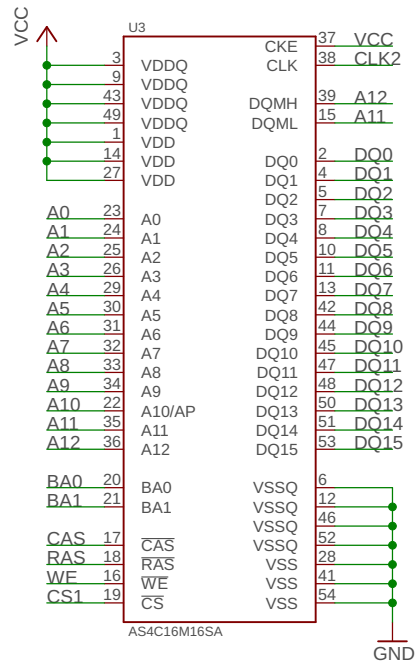 VCC
U3
3 VDDQ
9 VDDQ
43 VDDQ
49 VDDQ
1 VDD
14 VDD
27 VDD
A0 23 A0
A1 24 A1
A2 25 A2
A3 26 A3
A4 29 A4
A5 30 A5
A6 31 A6
A7 32 A7
A8 33 A8
A9 34 A9
A10 22 A10/AP
A11 35 A11
A12 36 A12
BA0 20 BA0
BA1 21 BA1
CAS 17 CAS
RAS 18 RAS
WE 16 WE
CS1 19 CS
CKE 37 VCC
CLK 38 CLK2
DQMH 39 A12
DQML 15 A11
DQ0 2 DQ0
DQ1 4 DQ1
DQ2 5 DQ2
DQ3 7 DQ3
DQ4 8 DQ4
DQ5 10 DQ5
DQ6 11 DQ6
DQ7 13 DQ7
DQ8 42 DQ8
DQ9 44 DQ9
DQ10 45 DQ10
DQ11 47 DQ11
DQ12 48 DQ12
DQ13 50 DQ13
DQ14 51 DQ14
DQ15 53 DQ15
VSSQ 6
VSSQ 12
VSSQ 46
VSSQ 52
VSS 28
VSS 41
VSS 54
AS4C16M16SA
GND